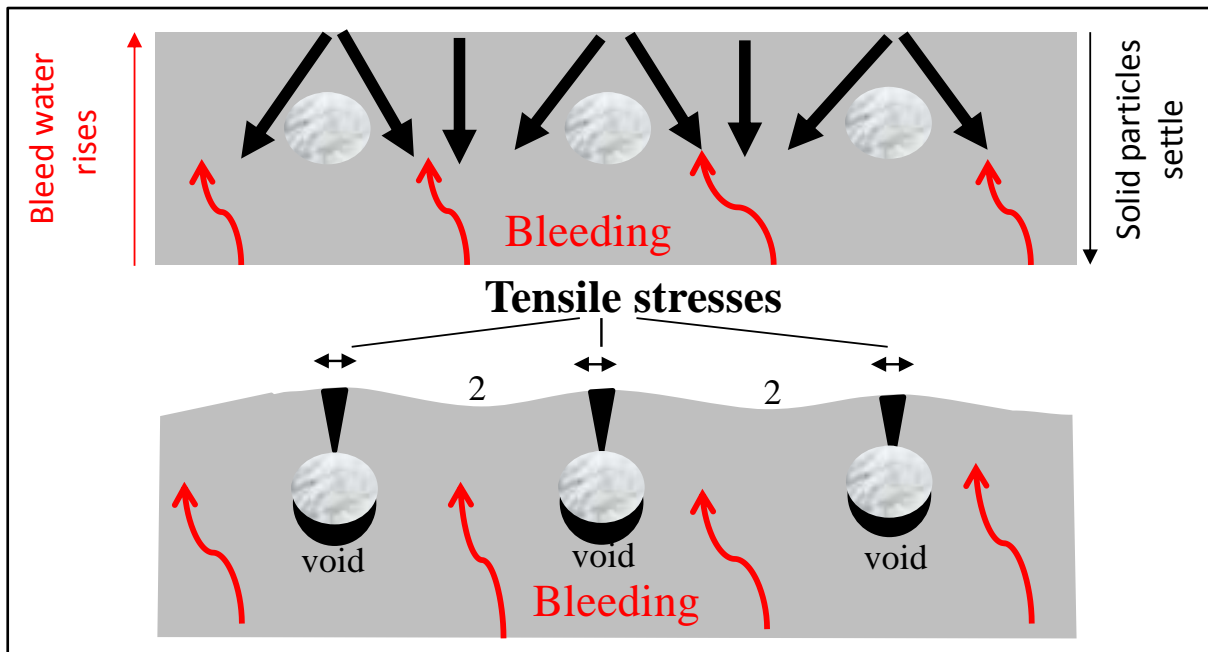 Bleed water
rises
Solid particles
settle
Bleeding
Tensile stresses
2
2
void
void
void
Bleeding